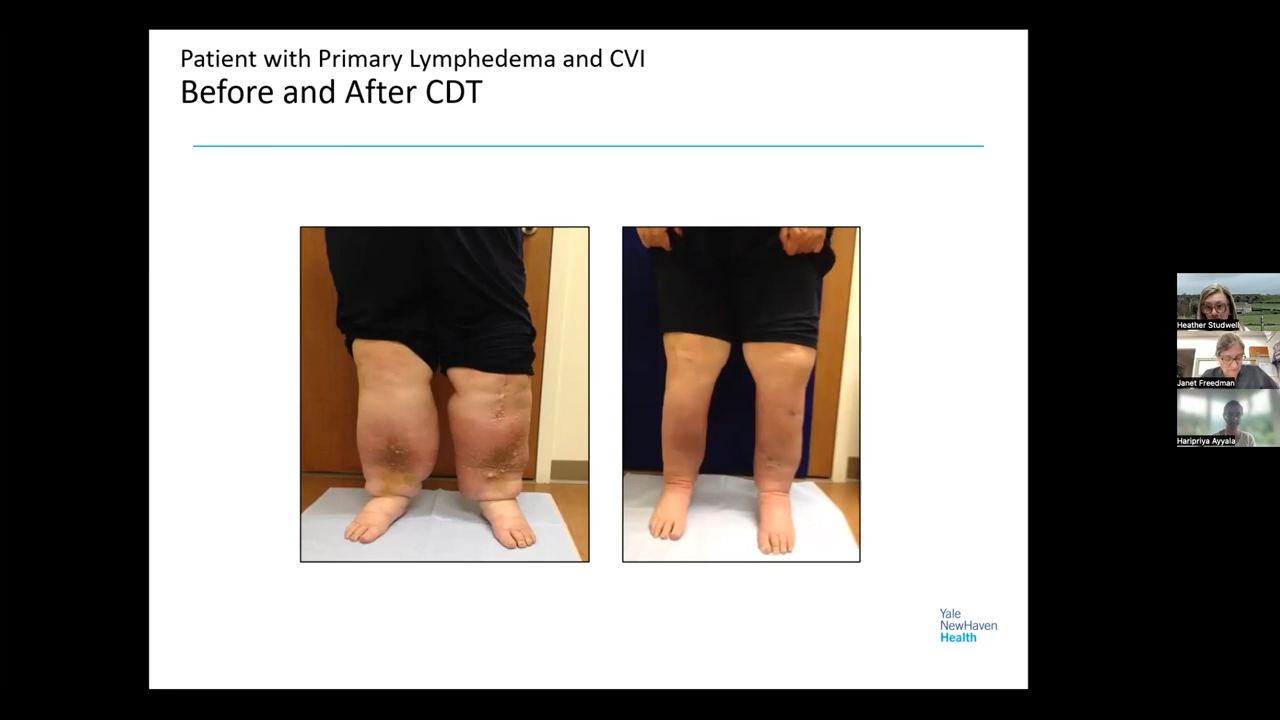 Patient with Primary Lymphedema and CVI
Before and After CDT
Heather Studwell
Janet Freedman
Haripriya Ayyala
Yale
NewHaven
Health